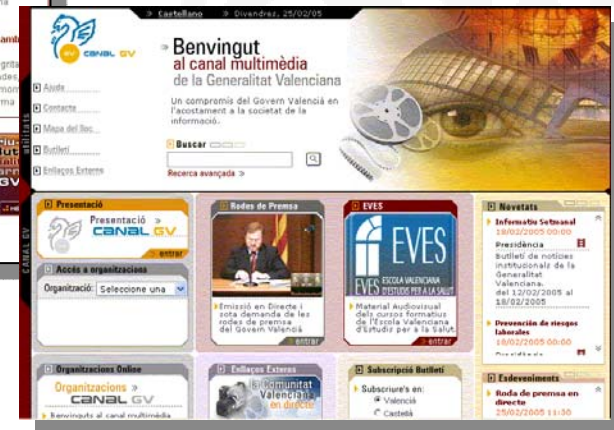 » Castellano » Divendres, 25/02/05
CANAL GV
» Benvingut
al canal multimèdia
de la Generalitat Valenciana
Un compromís del Govern Valencià en
l'acostament a la societat de la
informació.
Buscar
Recerca avançada »
Ajuda
Contacte
Mapa del lloc
Butlletí
Enllaços Externs
utilitats
CANAL GV
Presentació
Presentació »
CANAL GV
» entrar
Accés a organitzacions
Organització: Seleccione una
Organitzacions Online
Organitzacions »
CANAL GV
Benvinguts al canal multimèdia
Rodes de Premsa
Emissió en Directe i
sota demanda de les
rodes de premsa
del Govern Valencià
» entrar
Enllaços Externs
la Comunitat
Valenciana
en directe
EVES
EVES
EVES ESCOLA VALENCIANA
D'ESTUDIS PER A LA SALUT
Material Audiovisual
dels cursos formatius
de l'Escola Valenciana
d'Estudis per a la Salut.
» entrar
Subscripció Butlletí
Subscriure's en:
Valencià
Castellà
Novetats
Informatiu Setmanal
18/02/2005 00:00
Presidència
Butlletí de notícies
institucionals de la
Generalitat
Valenciana.
del 12/02/2005 al
18/02/2005
Prevención de riesgos
laborales
18/02/2005 00:00
Esdeveniments
Roda de premsa en
directe
25/02/2005 11:30